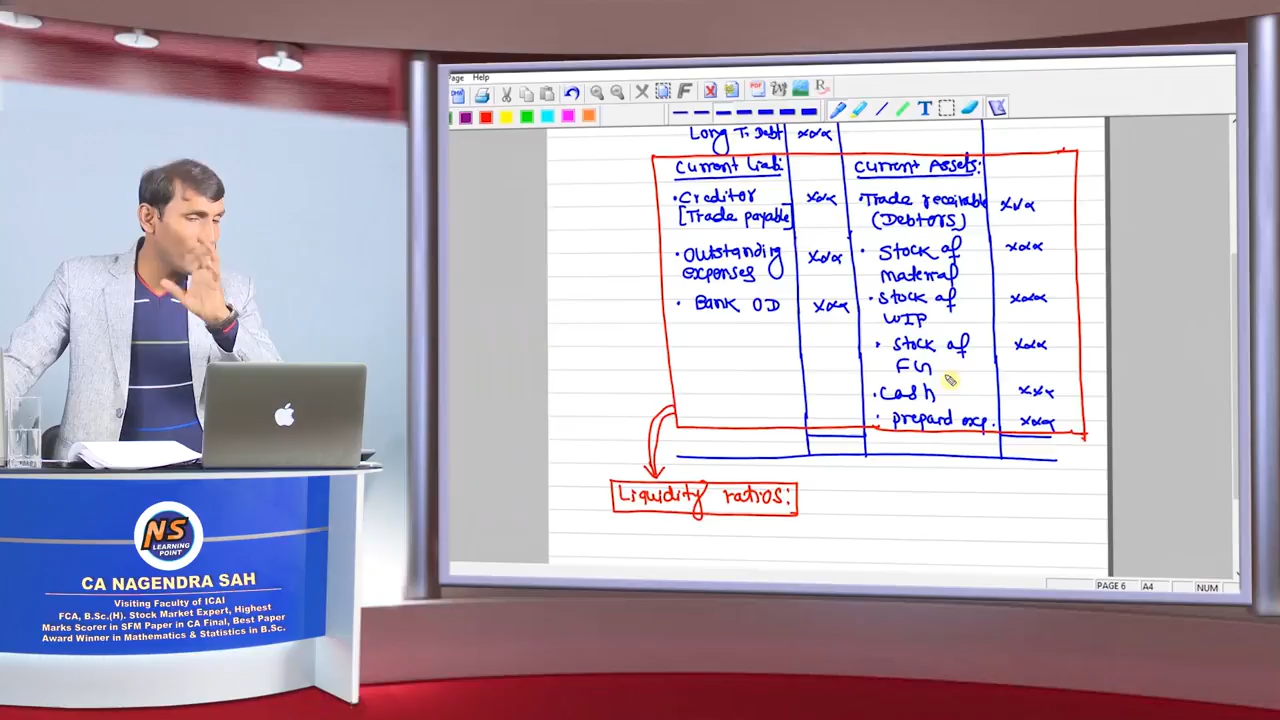 Page Help
Long T. Debt xxx
Current Liabi Current Assets:
• Creditor xxx • Trade receivable xxx
[Trade payable] (Debtors)
• Outstanding xxx • Stock of xxx
expenses material
• Bank OD xxx • Stock of xxx
WIP
• Stock of xxx
FG
• Cash xxx
• prepard exp. xxx
Liquidity ratios:
PAGE 6 A4 NUM
NS
LEARNING
POINT
CA NAGENDRA SAH
Visiting Faculty of ICAI
FCA, B.Sc.(H). Stock Market Expert, Highest
Marks Scorer in SFM Paper in CA Final, Best Paper
Award Winner in Mathematics & Statistics in B.Sc.